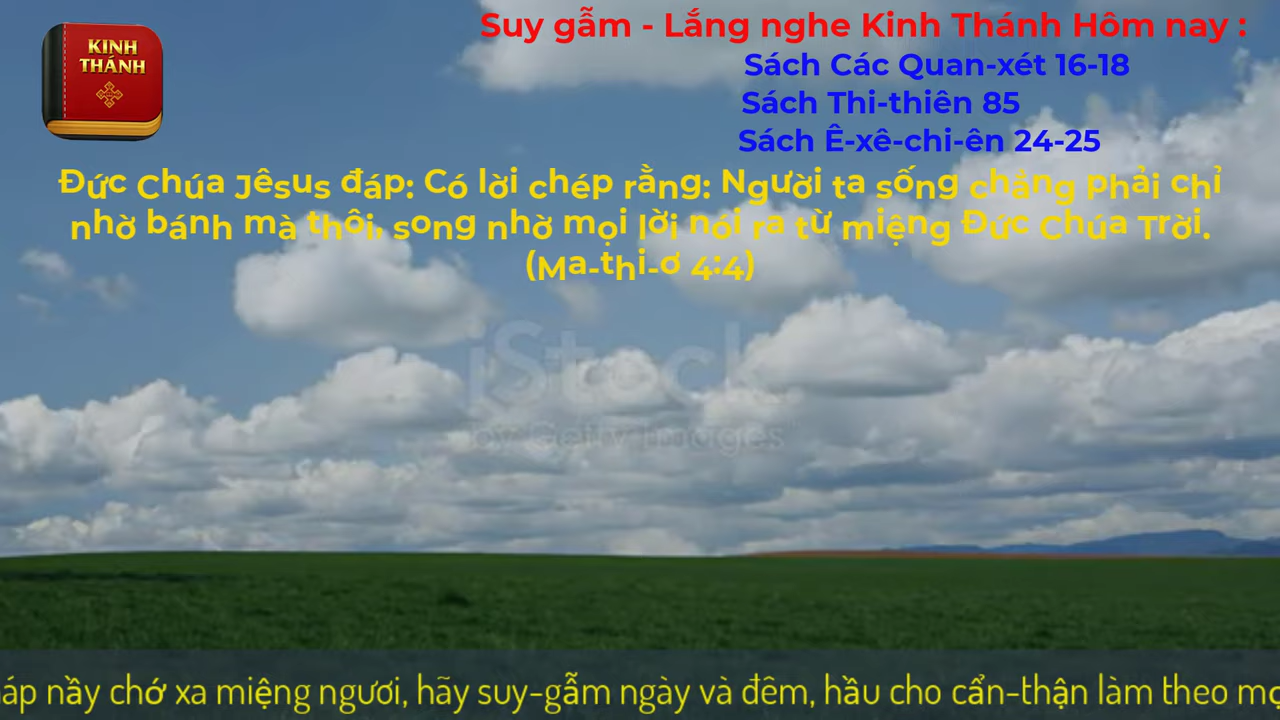 KINH
THÁNH
Suy gẫm - Lắng nghe Kinh Thánh Hôm nay :
Sách Các Quan-xét 16-18
Sách Thi-thiên 85
Sách Ê-xê-chi-ên 24-25
Đức Chúa Jêsus đáp: Có lời chép rằng: Người ta sống chẳng phải chỉ
nhờ bánh mà thôi, song nhờ mọi lời nói ra từ miệng Đức Chúa Trời.
(Ma-thi-ơ 4:4)
iStock
by Getty Images
nầy chớ xa miệng ngươi, hãy suy-gẫm ngày và đêm, hầu cho cẩn-thận làm theo